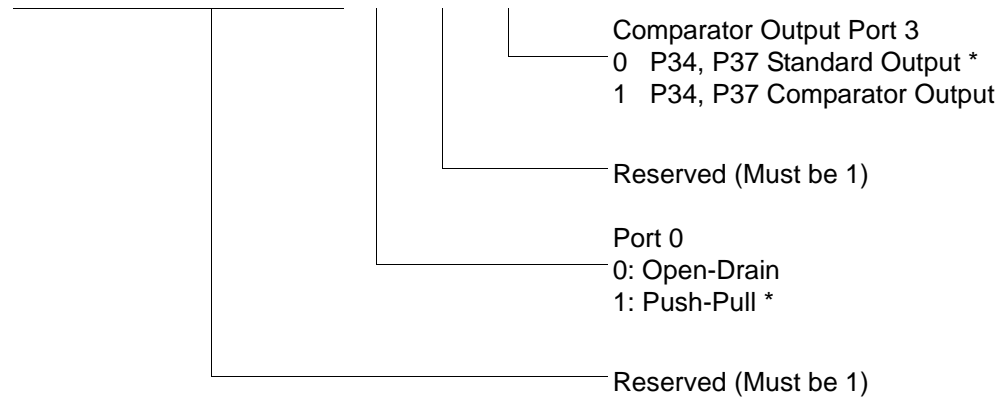 Comparator Output Port 3
0 P34, P37 Standard Output *
1 P34, P37 Comparator Output
Reserved (Must be 1)
Port 0
0: Open-Drain
1: Push-Pull *
Reserved (Must be 1)